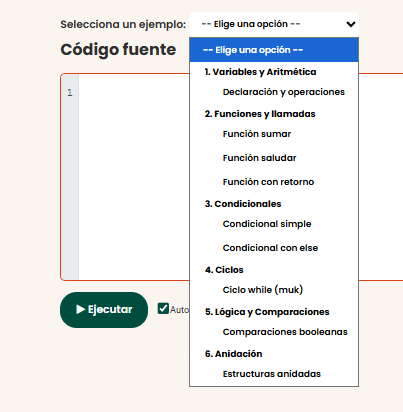 Selecciona un ejemplo: -- Elige una opción --
Código fuente
-- Elige una opción --
1. Variables y Aritmética
Declaración y operaciones
2. Funciones y llamadas
Función sumar
Función saludar
Función con retorno
3. Condicionales
Condicional simple
Condicional con else
4. Ciclos
Ciclo while (muk)
5. Lógica y Comparaciones
Comparaciones booleanas
6. Anidación
Estructuras anidadas
1
Ejecutar
Auto